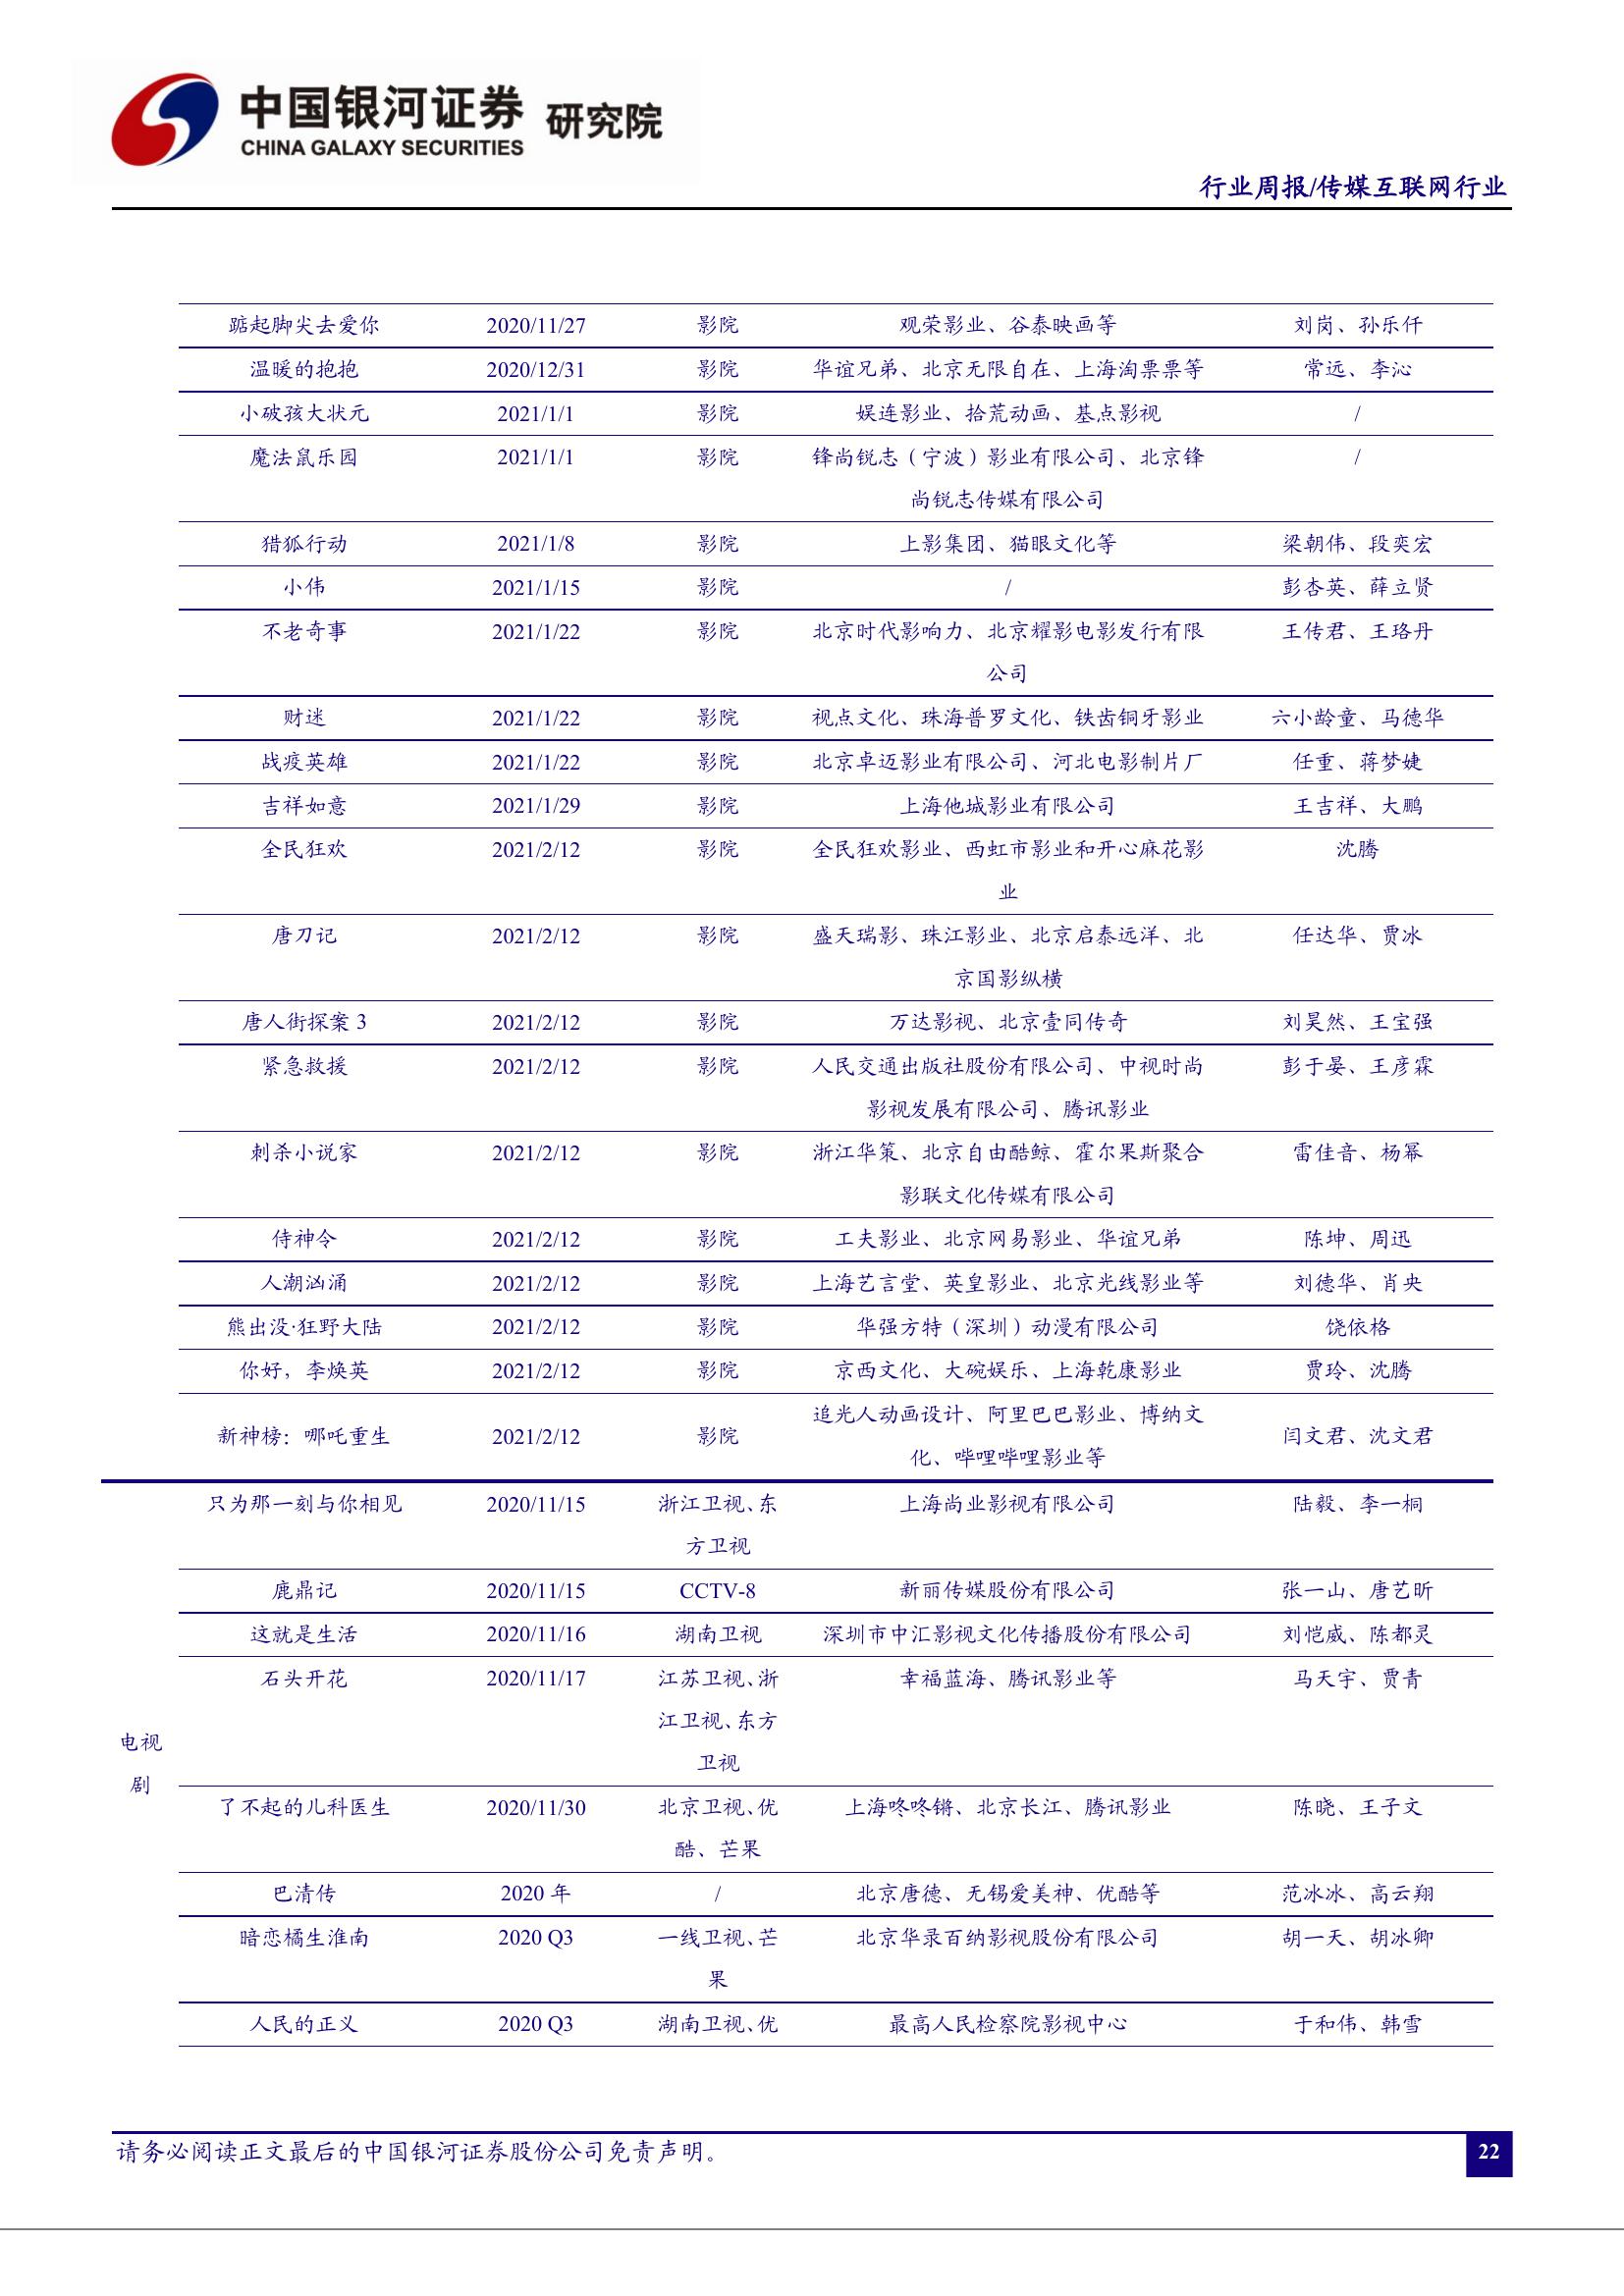 中国银河证券 研究院
CHINA GALAXY SECURITIES
行业周报/传媒互联网行业
踮起脚尖去爱你 2020/11/27 影院 观荣影业、谷泰映画等 刘岗、孙乐仟
温暖的抱抱 2020/12/31 影院 华谊兄弟、北京无限自在、上海淘票票等 常远、李沁
小破孩大状元 2021/1/1 影院 娱连影业、拾荒动画、基点影视 /
魔法鼠乐园 2021/1/1 影院 锋尚锐志（宁波）影业有限公司、北京锋 /
尚锐志传媒有限公司
猎狐行动 2021/1/8 影院 上影集团、猫眼文化等 梁朝伟、段奕宏
小伟 2021/1/15 影院 / 彭杏英、薛立贤
不老奇事 2021/1/22 影院 北京时代影响力、北京耀影电影发行有限 王传君、王珞丹
公司
财迷 2021/1/22 影院 视点文化、珠海普罗文化、铁齿铜牙影业 六小龄童、马德华
战疫英雄 2021/1/22 影院 北京卓迈影业有限公司、河北电影制片厂 任重、蒋梦婕
吉祥如意 2021/1/29 影院 上海他城影业有限公司 王吉祥、大鹏
全民狂欢 2021/2/12 影院 全民狂欢影业、西虹市影业和开心麻花影 沈腾
业
唐刀记 2021/2/12 影院 盛天瑞影、珠江影业、北京启泰远洋、北 任达华、贾冰
京国影纵横
唐人街探案 3 2021/2/12 影院 万达影视、北京壹同传奇 刘昊然、王宝强
紧急救援 2021/2/12 影院 人民交通出版社股份有限公司、中视时尚 彭于晏、王彦霖
影视发展有限公司、腾讯影业
刺杀小说家 2021/2/12 影院 浙江华策、北京自由酷鲸、霍尔果斯聚合 雷佳音、杨幂
影联文化传媒有限公司
侍神令 2021/2/12 影院 工夫影业、北京网易影业、华谊兄弟 陈坤、周迅
人潮汹涌 2021/2/12 影院 上海艺言堂、英皇影业、北京光线影业等 刘德华、肖央
熊出没·狂野大陆 2021/2/12 影院 华强方特（深圳）动漫有限公司 饶依格
你好，李焕英 2021/2/12 影院 京西文化、大碗娱乐、上海乾康影业 贾玲、沈腾
新神榜：哪吒重生 2021/2/12 影院 追光人动画设计、阿里巴巴影业、博纳文 闫文君、沈文君
化、哔哩哔哩影业等
电视
剧
只为那一刻与你相见 2020/11/15 浙江卫视、东 上海尚业影视有限公司 陆毅、李一桐
方卫视
鹿鼎记 2020/11/15 CCTV-8 新丽传媒股份有限公司 张一山、唐艺昕
这就是生活 2020/11/16 湖南卫视 深圳市中汇影视文化传播股份有限公司 刘恺威、陈都灵
石头开花 2020/11/17 江苏卫视、浙 幸福蓝海、腾讯影业等 马天宇、贾青
江卫视、东方
卫视
了不起的儿科医生 2020/11/30 北京卫视、优 上海咚咚锵、北京长江、腾讯影业 陈晓、王子文
酷、芒果
巴清传 2020 年 / 北京唐德、无锡爱美神、优酷等 范冰冰、高云翔
暗恋橘生淮南 2020 Q3 一线卫视、芒 北京华录百纳影视股份有限公司 胡一天、胡冰卿
果
人民的正义 2020 Q3 湖南卫视、优 最高人民检察院影视中心 于和伟、韩雪
请务必阅读正文最后的中国银河证券股份公司免责声明。
22